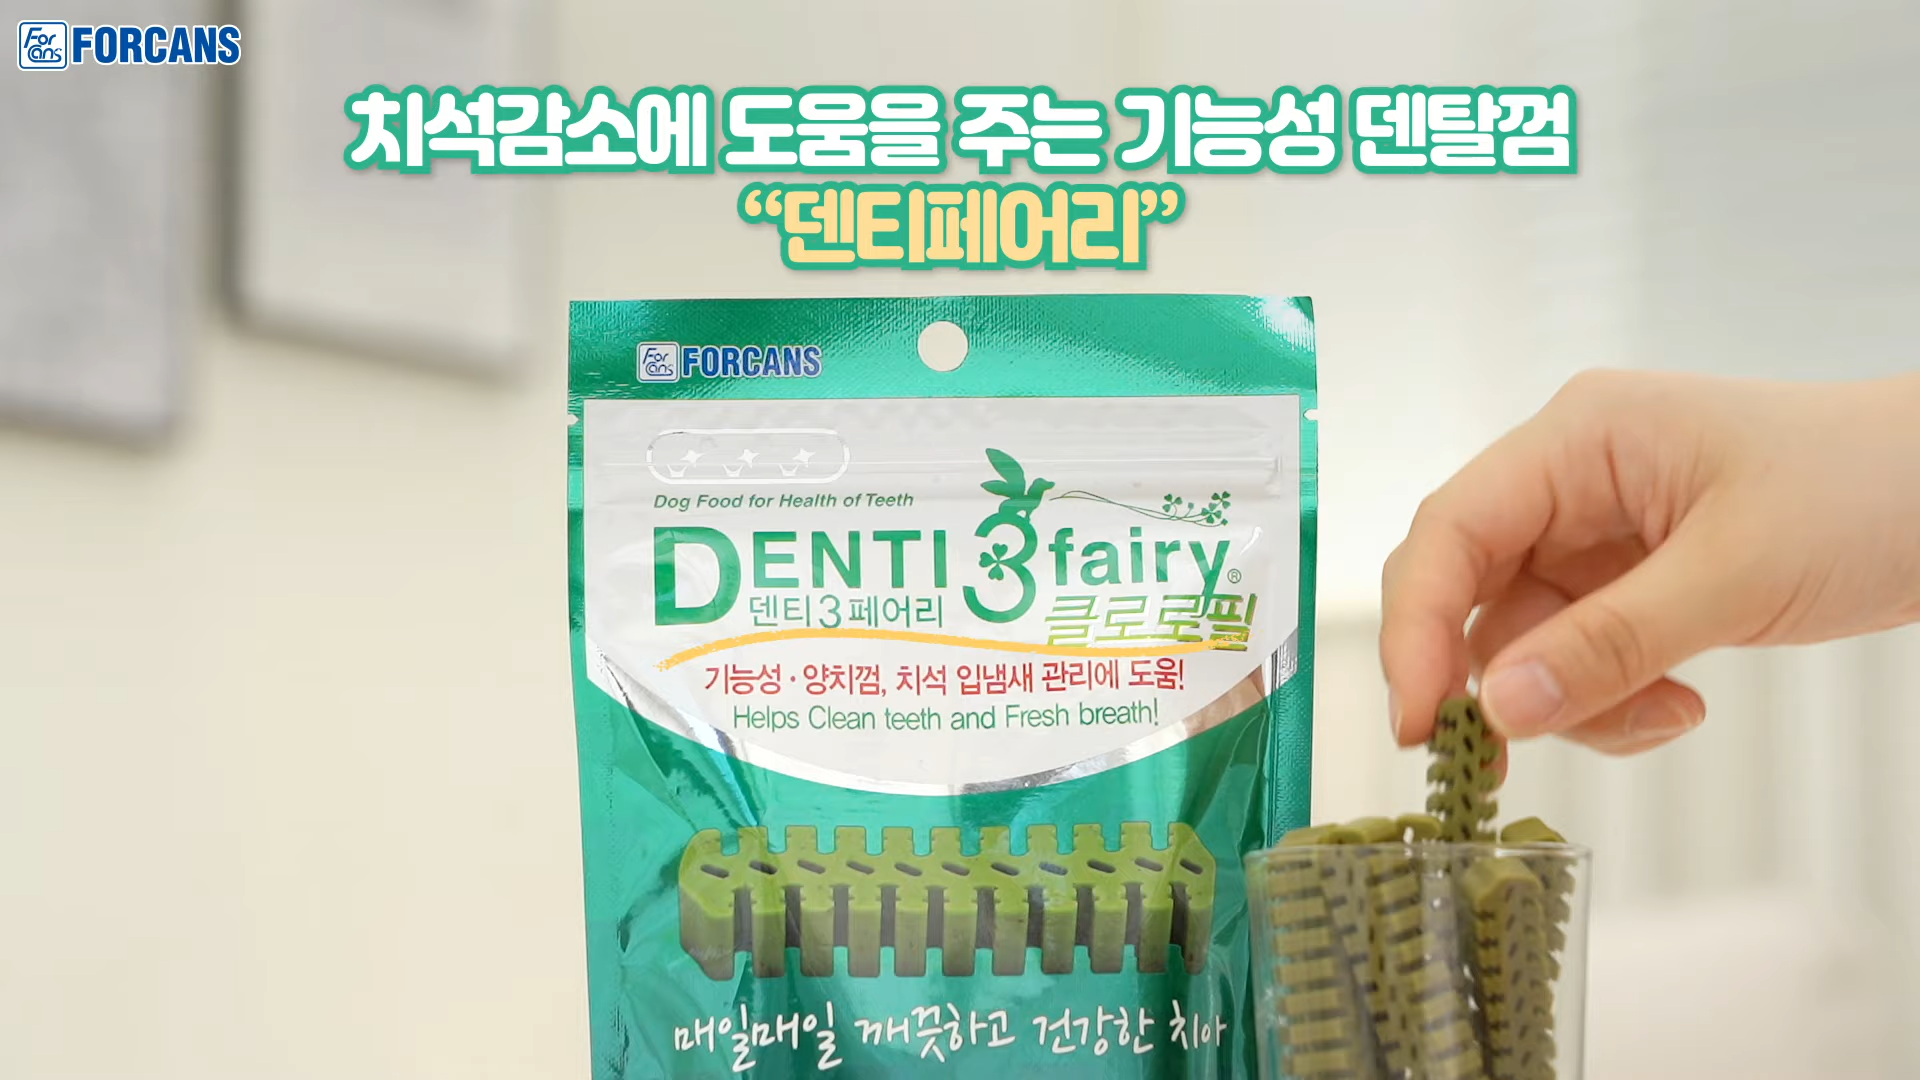 For Cans FORCANS
치석감소에 도움을 주는 기능성 덴탈껌
“덴티페어리”
For Cans FORCANS
Dog Food for Health of Teeth
DENTI 3 fairy®
덴티3페어리 클로로필
기능성·양치껌, 치석 입냄새 관리에 도움!
Helps Clean teeth and Fresh breath!
매일매일 깨끗하고 건강한 치아